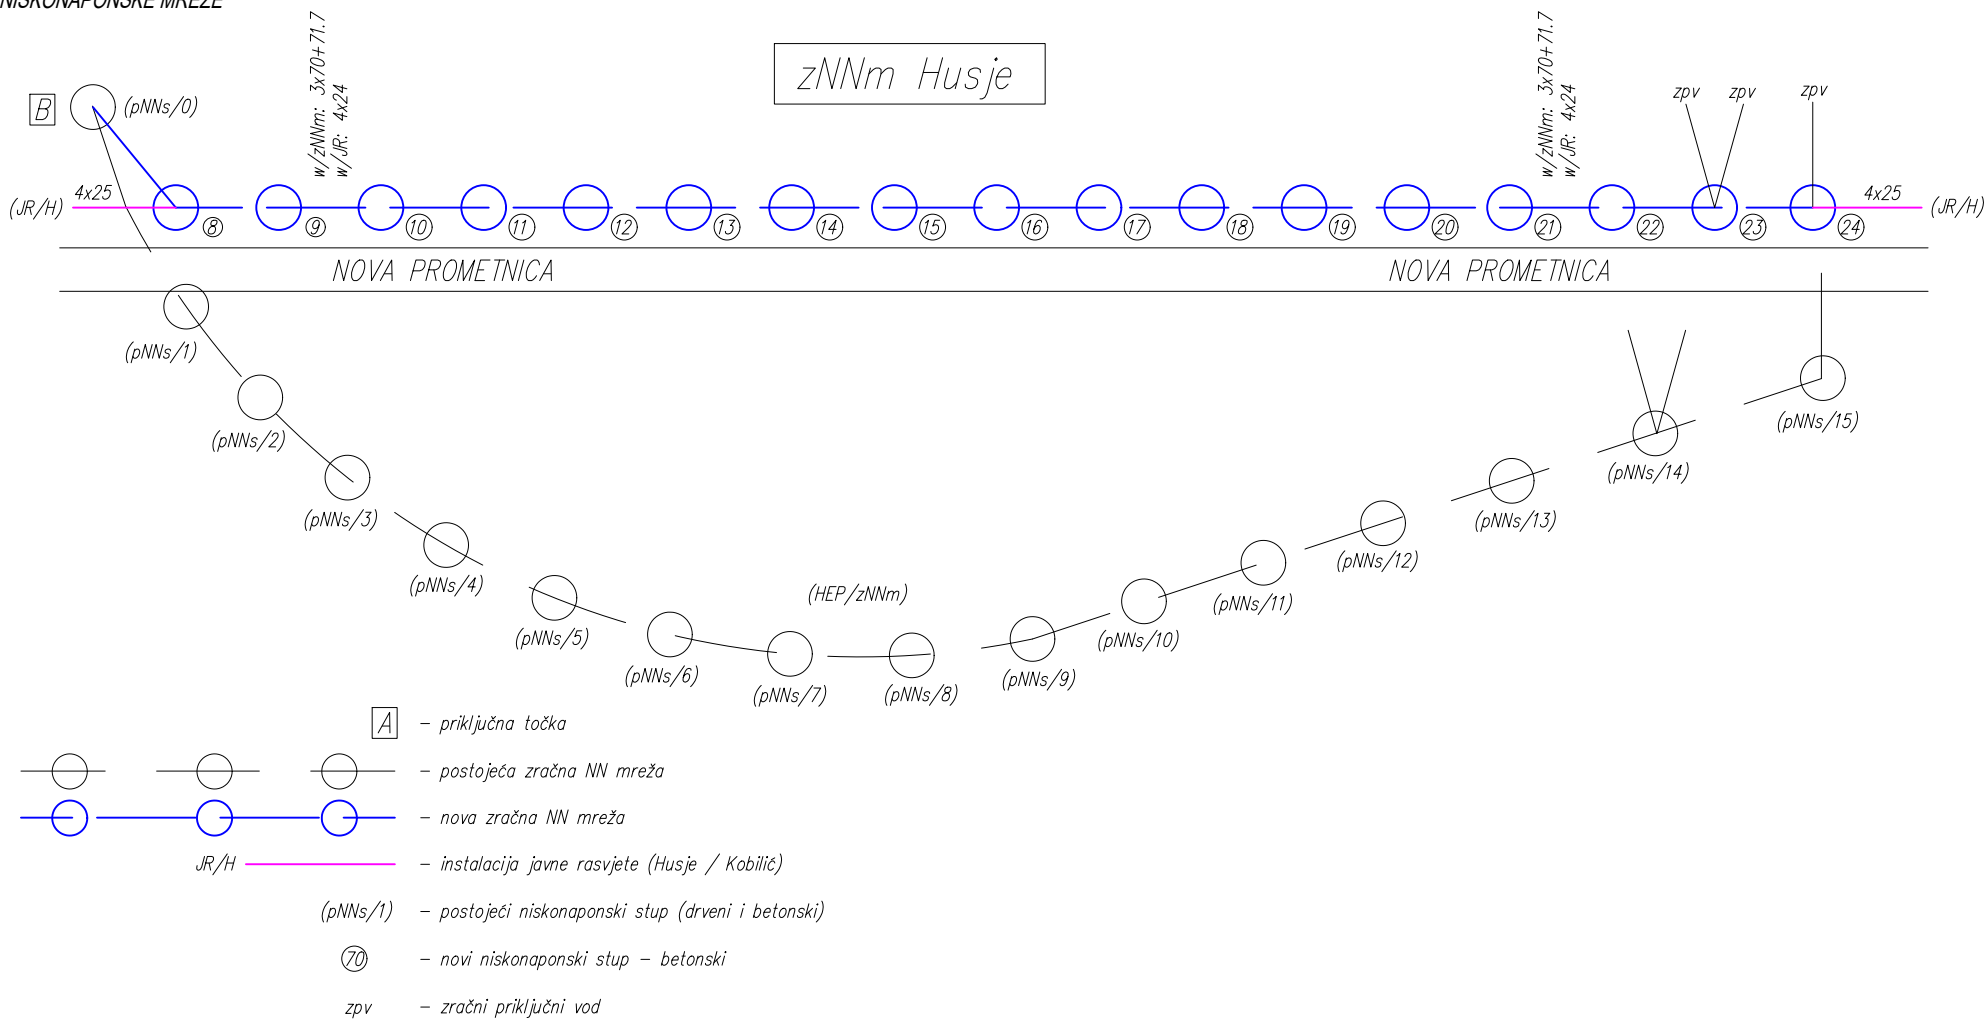 NISKONAPONSKE MREŽE
zNNm Husje
w/zNNm: 3x70+71.7
w/JR: 4x24
w/zNNm: 3x70+71.7
w/JR: 4x24
B
(pNNs/0)
zpv
zpv
zpv
(JR/H)
4x25
4x25
(JR/H)
8
9
10
11
12
13
14
15
16
17
18
19
20
21
22
23
24
NOVA PROMETNICA
NOVA PROMETNICA
(pNNs/1)
(pNNs/2)
(pNNs/3)
(pNNs/4)
(pNNs/5)
(pNNs/6)
(pNNs/7)
(HEP/zNNm)
(pNNs/8)
(pNNs/9)
(pNNs/10)
(pNNs/11)
(pNNs/12)
(pNNs/13)
(pNNs/14)
(pNNs/15)
A - priključna točka
- postojeća zračna NN mreža
- nova zračna NN mreža
JR/H - instalacija javne rasvjete (Husje / Kobilić)
(pNNs/1) - postojeći niskonaponski stup (drveni i betonski)
70 - novi niskonaponski stup - betonski
zpv - zračni priključni vod